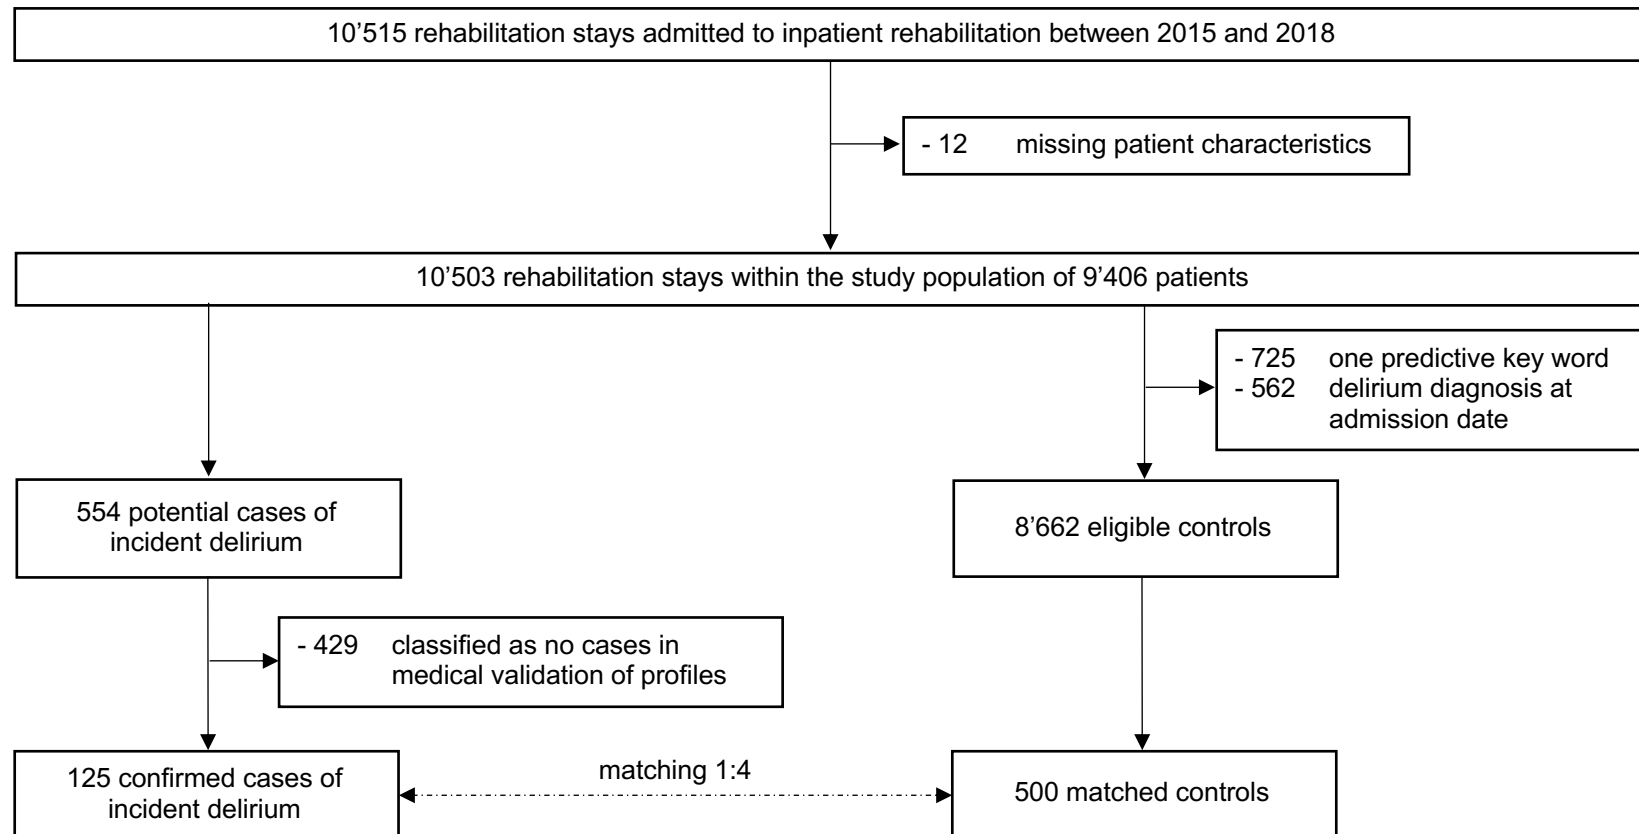 10’515 rehabilitation stays admitted to inpatient rehabilitation between 2015 and 2018
- 12 missing patient characteristics
10’503 rehabilitation stays within the study population of 9’406 patients
- 725 one predictive key word
- 562 delirium diagnosis at
admission date
554 potential cases of
incident delirium
8’662 eligible controls
- 429 classified as no cases in
medical validation of profiles
125 confirmed cases of
incident delirium
matching 1:4
500 matched controls